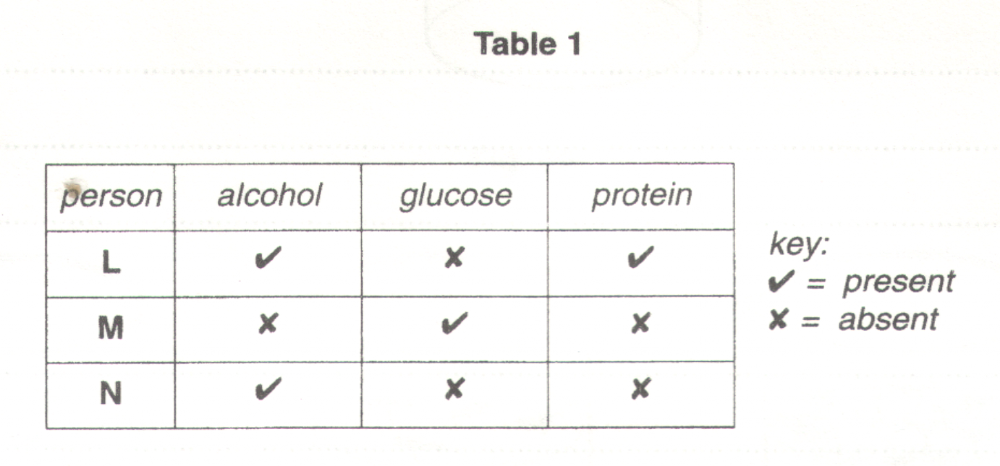 Table 1
person alcohol glucose protein
L ✔ ✘ ✔
M ✘ ✔ ✘
N ✔ ✘ ✘
key:
✔ = present
✘ = absent